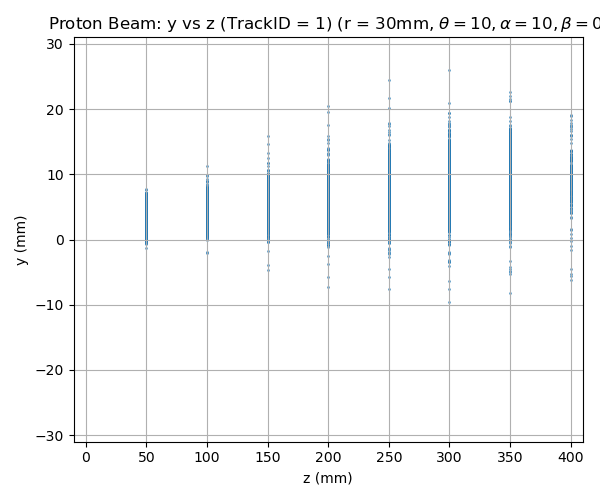 Proton Beam: y vs z (TrackID = 1) (r = 30mm, θ = 10, α = 10, β = 0
30
20
10
0
−10
−20
−30
y (mm)
0 50 100 150 200 250 300 350 400
z (mm)